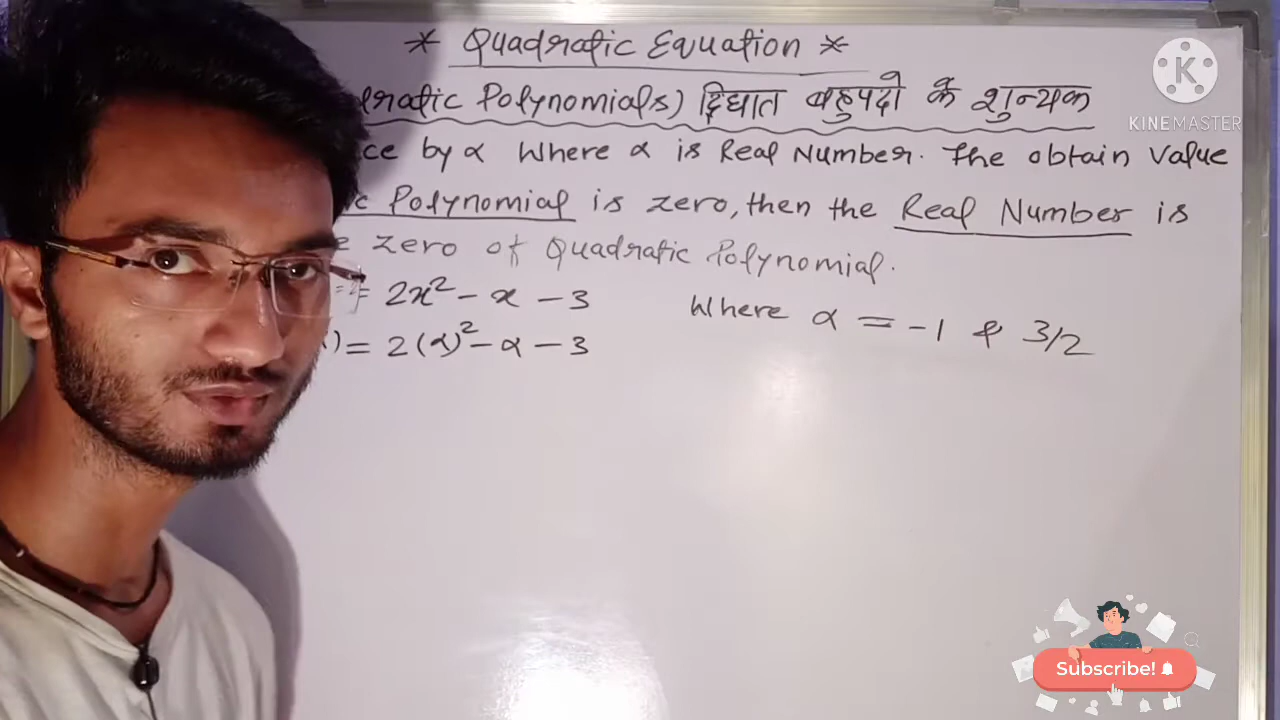 * Quadratic Equation *
dratic Polynomials) द्विघात बहुपदो के शुन्यक
ce by α Where α is Real Number. The obtain Value
c Polynomial is zero, then the Real Number is
zero of Quadratic Polynomial.
= 2x² - x - 3
Where α = -1 & 3/2
) = 2(α)² - α - 3
K
KINEMASTER
Subscribe!